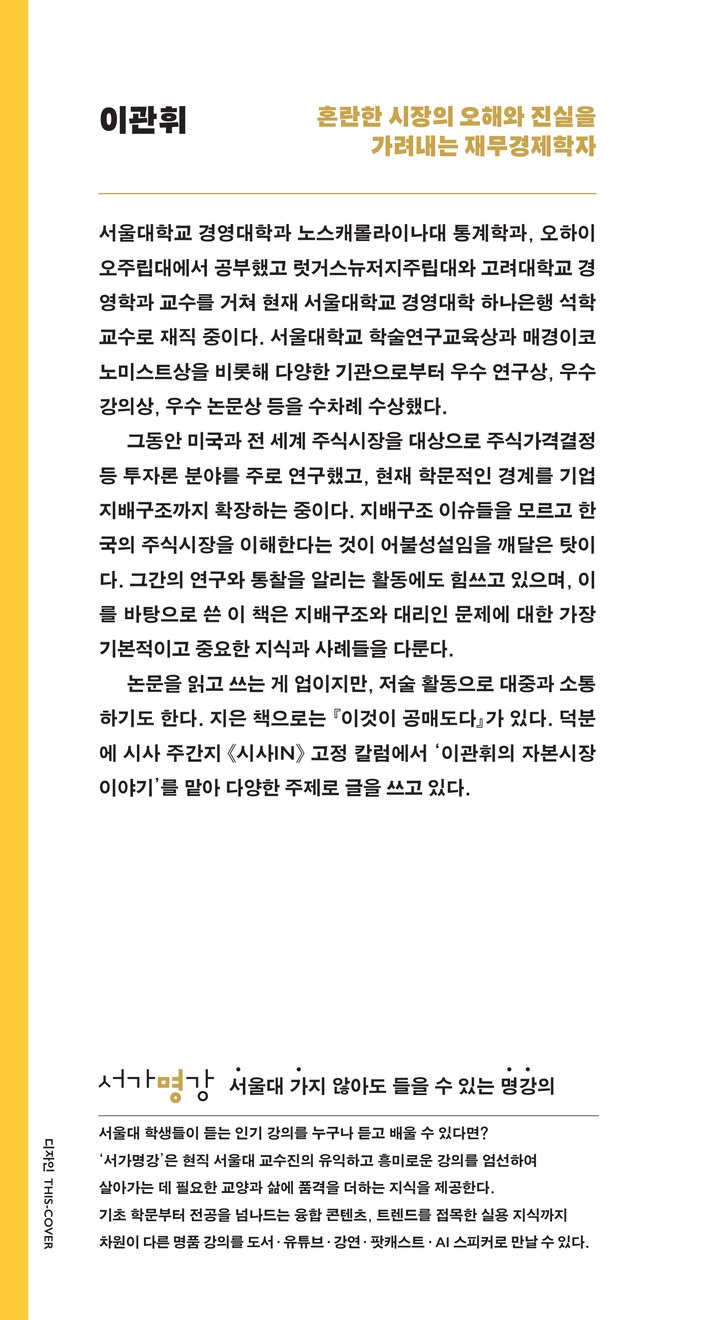 이관휘
혼란한 시장의 오해와 진실을
가려내는 재무경제학자
서울대학교 경영대학과 노스캐롤라이나대 통계학과, 오하이
오주립대에서 공부했고 럿거스뉴저지주립대와 고려대학교 경
영학과 교수를 거쳐 현재 서울대학교 경영대학 하나은행 석학
교수로 재직 중이다. 서울대학교 학술연구교육상과 매경이코
노미스트상을 비롯해 다양한 기관으로부터 우수 연구상, 우수
강의상, 우수 논문상 등을 수차례 수상했다.
그동안 미국과 전 세계 주식시장을 대상으로 주식가격결정
등 투자론 분야를 주로 연구했고, 현재 학문적인 경계를 기업
지배구조까지 확장하는 중이다. 지배구조 이슈들을 모르고 한
국의 주식시장을 이해한다는 것이 어불성설임을 깨달은 탓이
다. 그간의 연구와 통찰을 알리는 활동에도 힘쓰고 있으며, 이
를 바탕으로 쓴 이 책은 지배구조와 대리인 문제에 대한 가장
기본적이고 중요한 지식과 사례들을 다룬다.
논문을 읽고 쓰는 게 업이지만, 저술 활동으로 대중과 소통
하기도 한다. 지은 책으로는 『이것이 공매도다』가 있다. 덕분
에 시사 주간지 《시사IN》 고정 칼럼에서 ‘이관휘의 자본시장
이야기’를 맡아 다양한 주제로 글을 쓰고 있다.
서가명강 서울대 가지 않아도 들을 수 있는 명강의
서울대 학생들이 듣는 인기 강의를 누구나 듣고 배울 수 있다면?
‘서가명강’은 현직 서울대 교수진의 유익하고 흥미로운 강의를 엄선하여
살아가는 데 필요한 교양과 삶에 품격을 더하는 지식을 제공한다.
기초 학문부터 전공을 넘나드는 융합 콘텐츠, 트렌드를 접목한 실용 지식까지
차원이 다른 명품 강의를 도서 · 유튜브 · 강연 · 팟캐스트 · AI 스피커로 만날 수 있다.
디자인 THIS-COVER